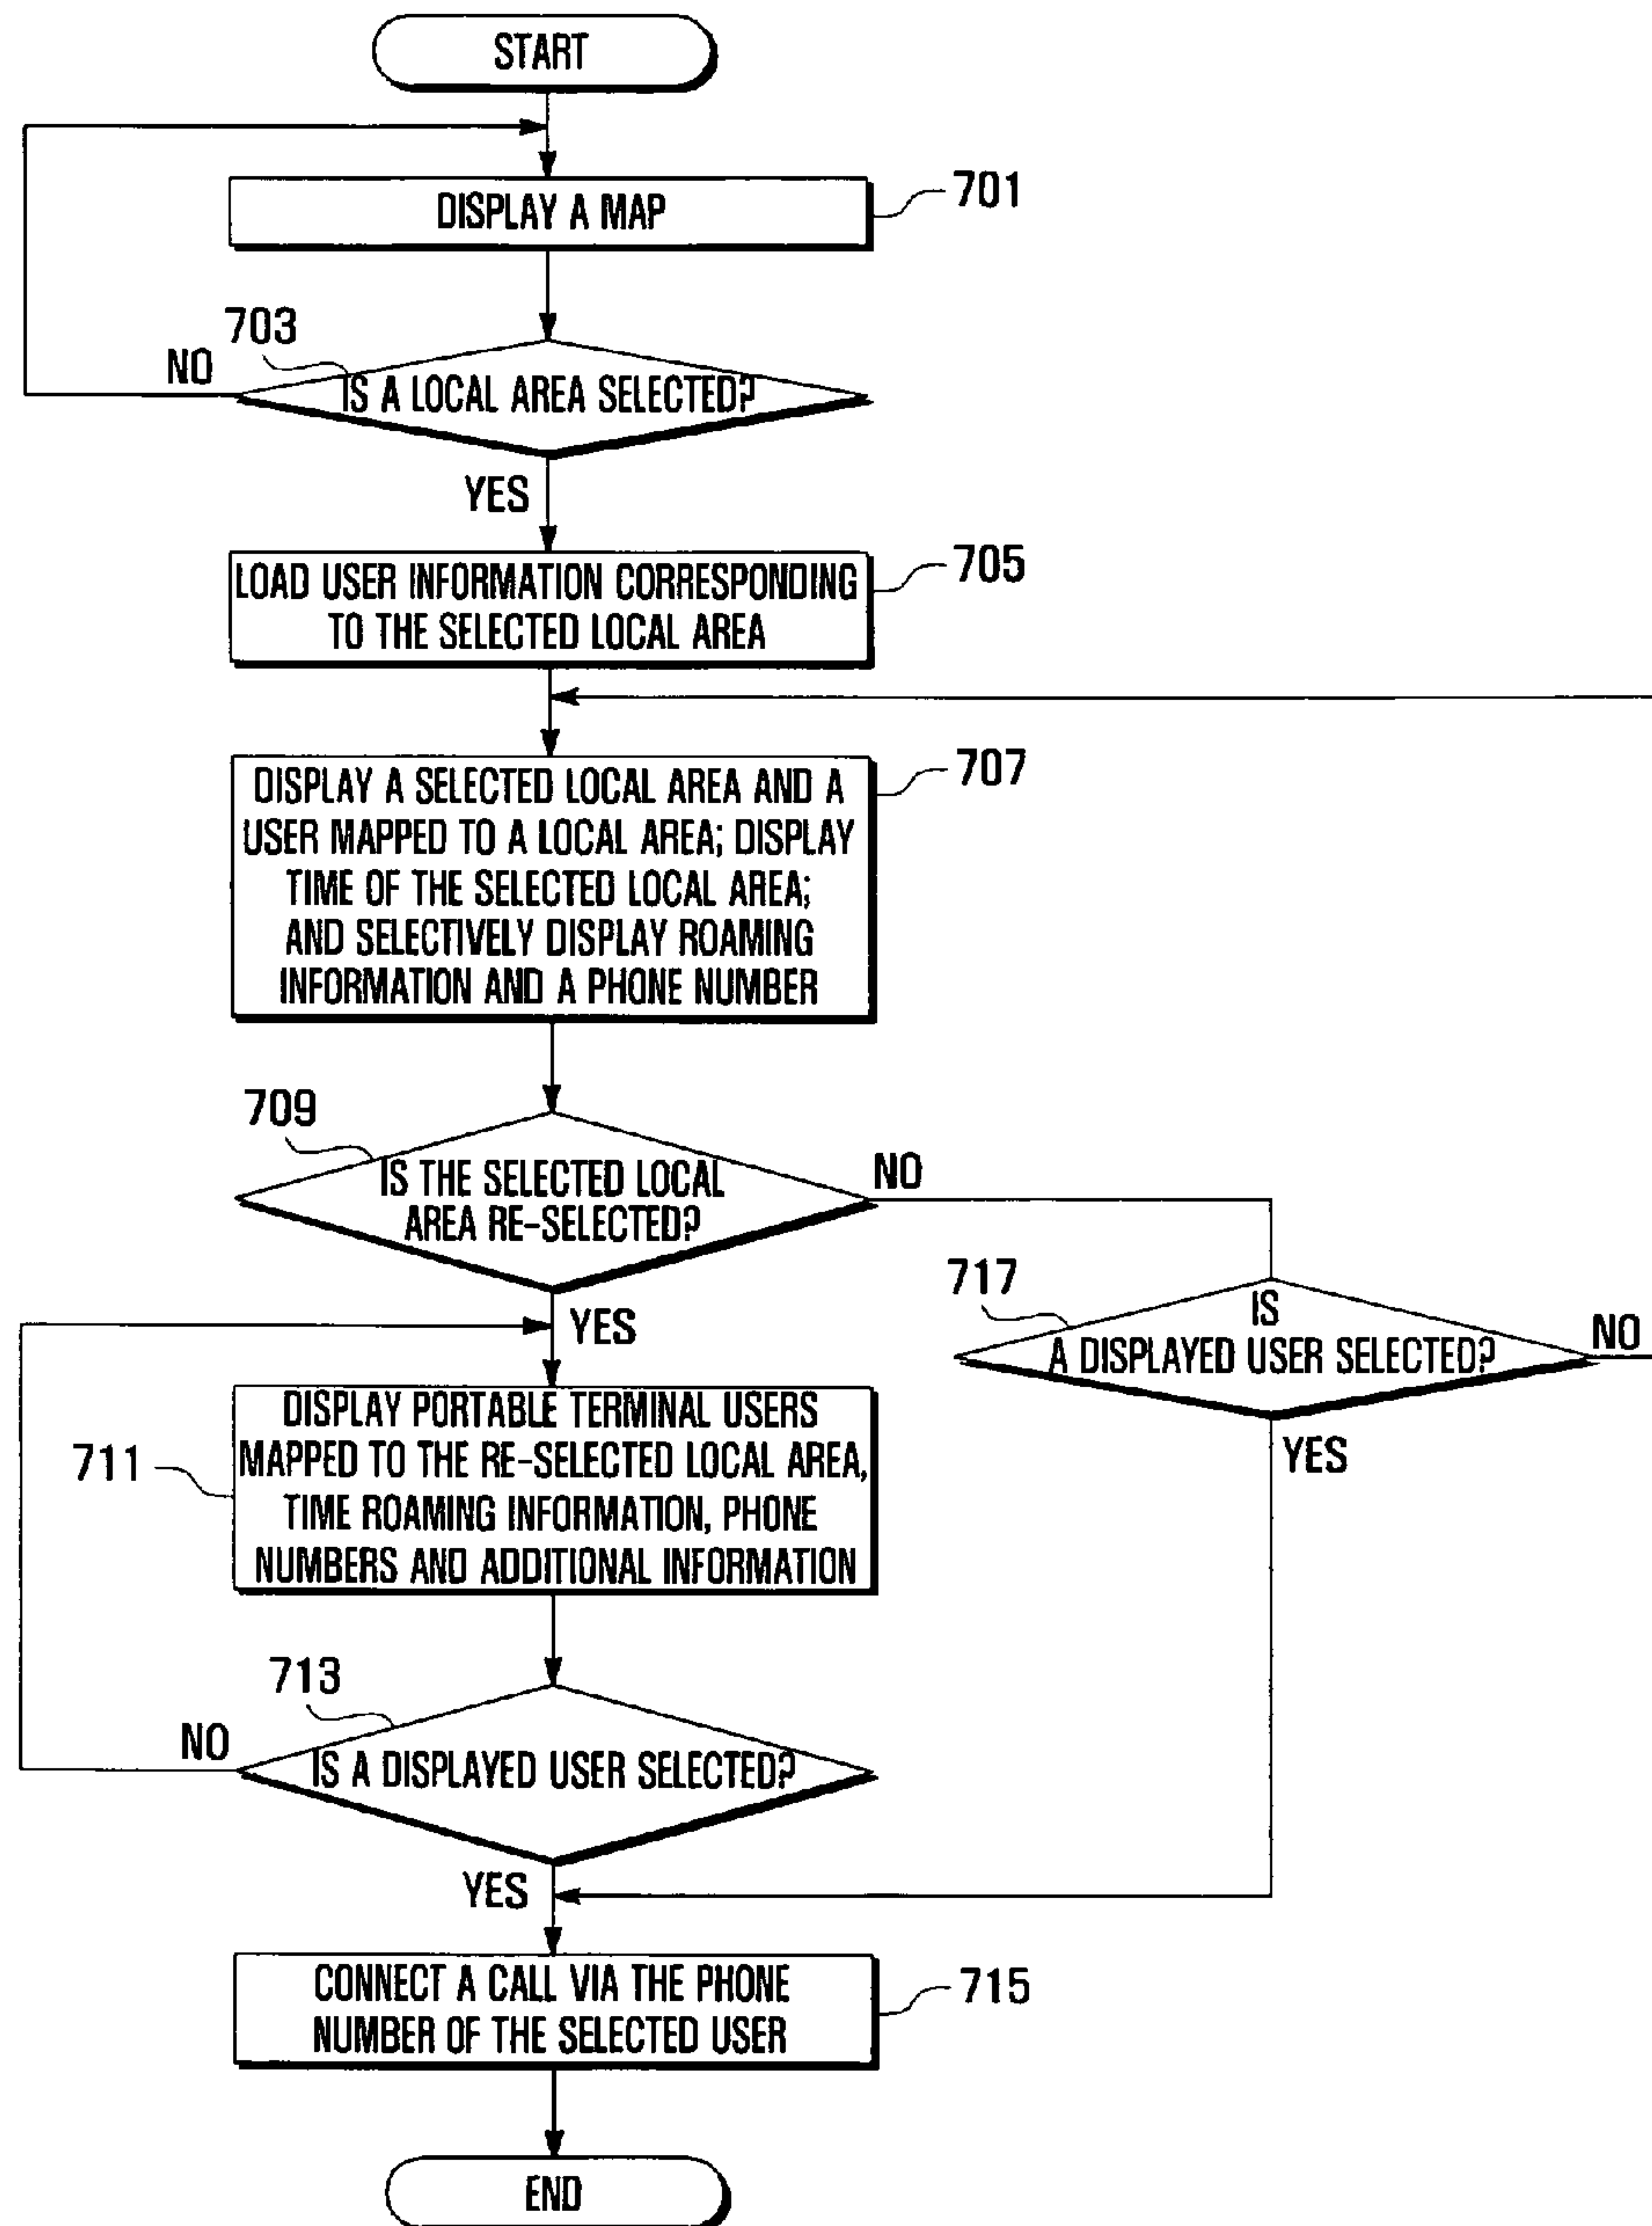 START
DISPLAY A MAP
701
703
NO
IS A LOCAL AREA SELECTED?
YES
LOAD USER INFORMATION CORRESPONDING
TO THE SELECTED LOCAL AREA
705
DISPLAY A SELECTED LOCAL AREA AND A
USER MAPPED TO A LOCAL AREA; DISPLAY
TIME OF THE SELECTED LOCAL AREA;
AND SELECTIVELY DISPLAY ROAMING
INFORMATION AND A PHONE NUMBER
707
709
IS THE SELECTED LOCAL
AREA RE-SELECTED?
NO
YES
717
IS
A DISPLAYED USER SELECTED?
NO
YES
711
DISPLAY PORTABLE TERMINAL USERS
MAPPED TO THE RE-SELECTED LOCAL AREA,
TIME ROAMING INFORMATION, PHONE
NUMBERS AND ADDITIONAL INFORMATION
713
NO
IS A DISPLAYED USER SELECTED?
YES
CONNECT A CALL VIA THE PHONE
NUMBER OF THE SELECTED USER
715
END